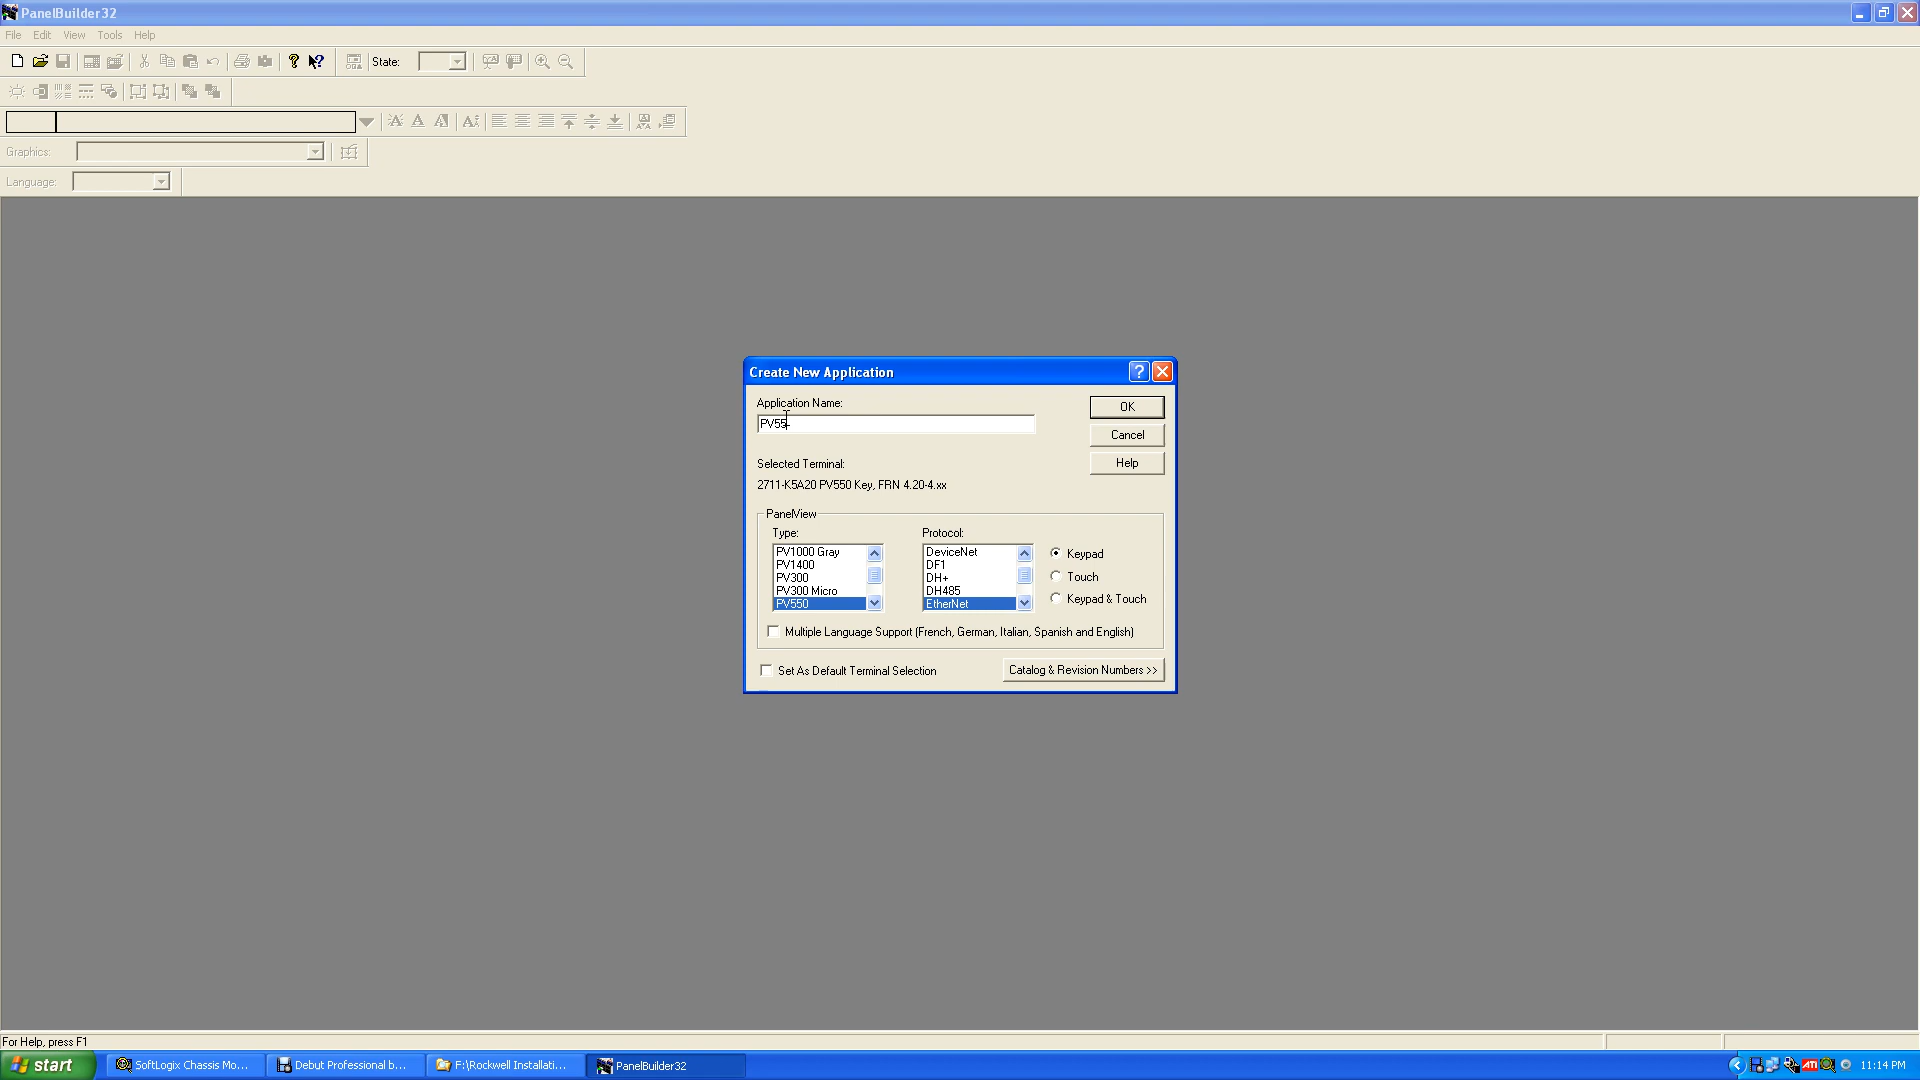 PanelBuilder32
File Edit View Tools Help
State:
Graphics:
Language:
Create New Application
Application Name:
PV55
OK
Cancel
Help
Selected Terminal:
2711-K5A20 PV550 Key, FRN 4.20-4.xx
PanelView
Type:
PV1000 Gray
PV1400
PV300
PV300 Micro
PV550
Protocol:
DeviceNet
DF1
DH+
DH485
EtherNet
Keypad
Touch
Keypad & Touch
Multiple Language Support (French, German, Italian, Spanish and English)
Set As Default Terminal Selection
Catalog & Revision Numbers >>
For Help, press F1
start
SoftLogix Chassis Mo...
Debut Professional b...
F:\Rockwell Installati...
PanelBuilder32
ATI
11:14 PM